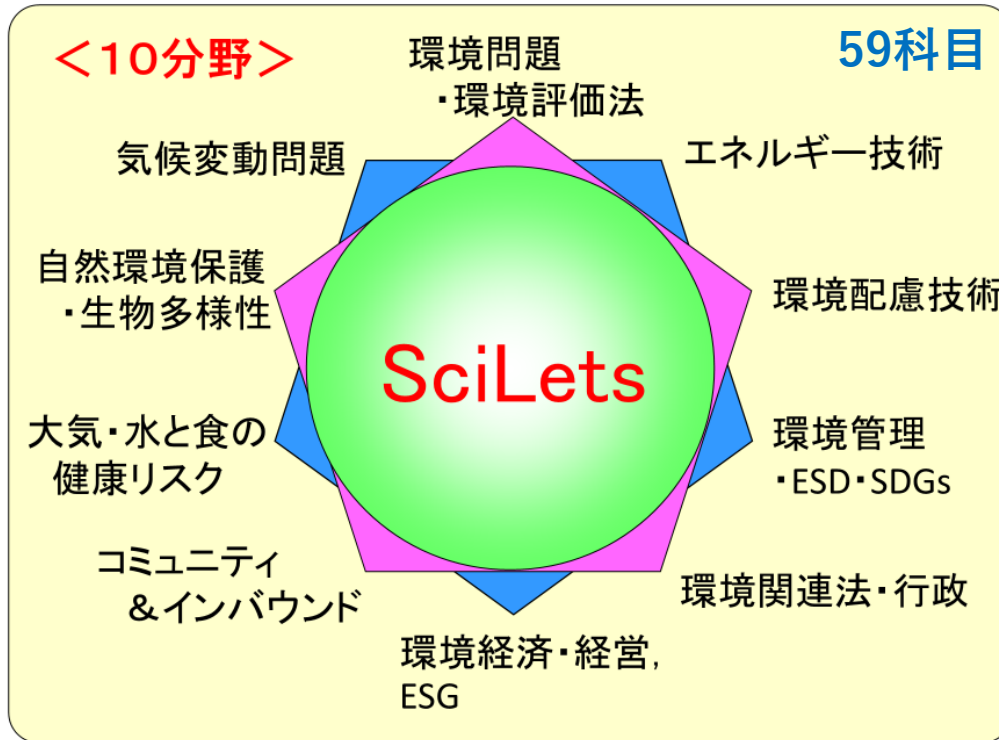 ＜１０分野＞
59科目
環境問題
・環境評価法
エネルギー技術
環境配慮技術
環境管理
・ESD・SDGs
環境関連法・行政
環境経済・経営，
ESG
コミュニティ
＆インバウンド
大気・水と食の
健康リスク
自然環境保護
・生物多様性
気候変動問題
SciLets